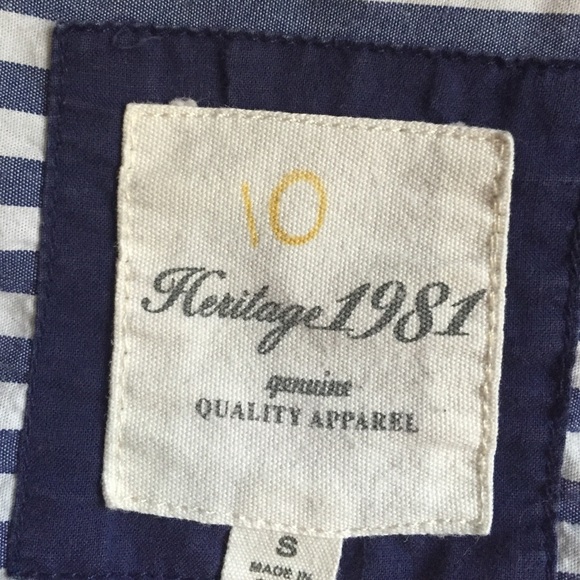 10
Heritage 1981
genuine
QUALITY APPAREL
S
MADE IN